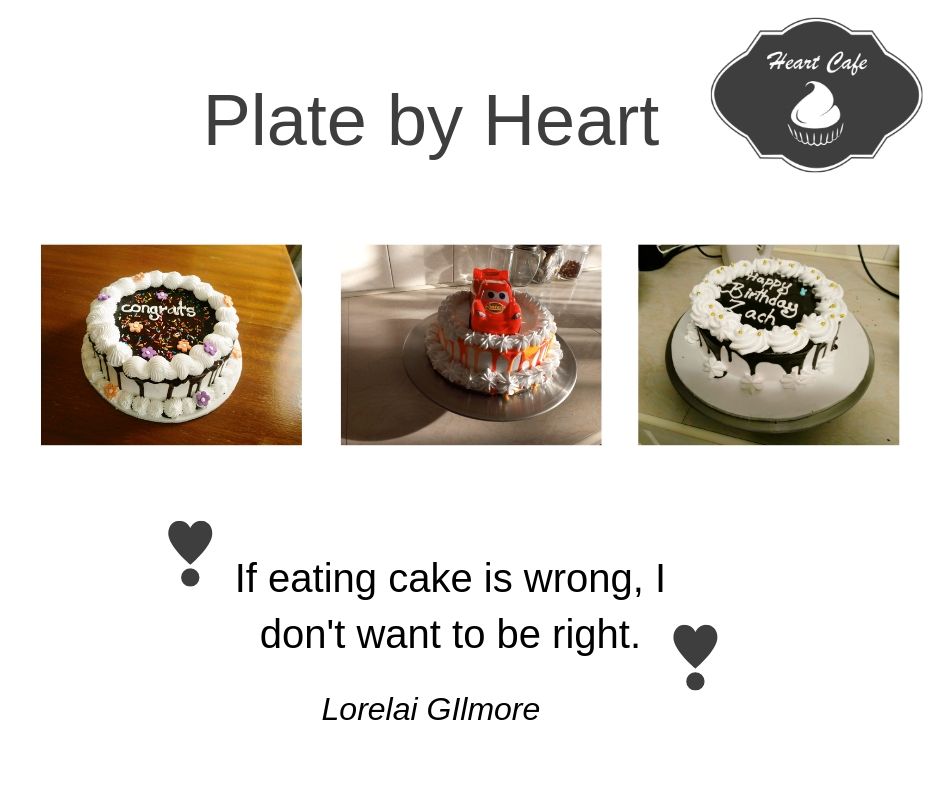 Heart Cafe
Plate by Heart
congrats
Happy
Birthday
Zach
If eating cake is wrong, I
don't want to be right.
Lorelai GIlmore